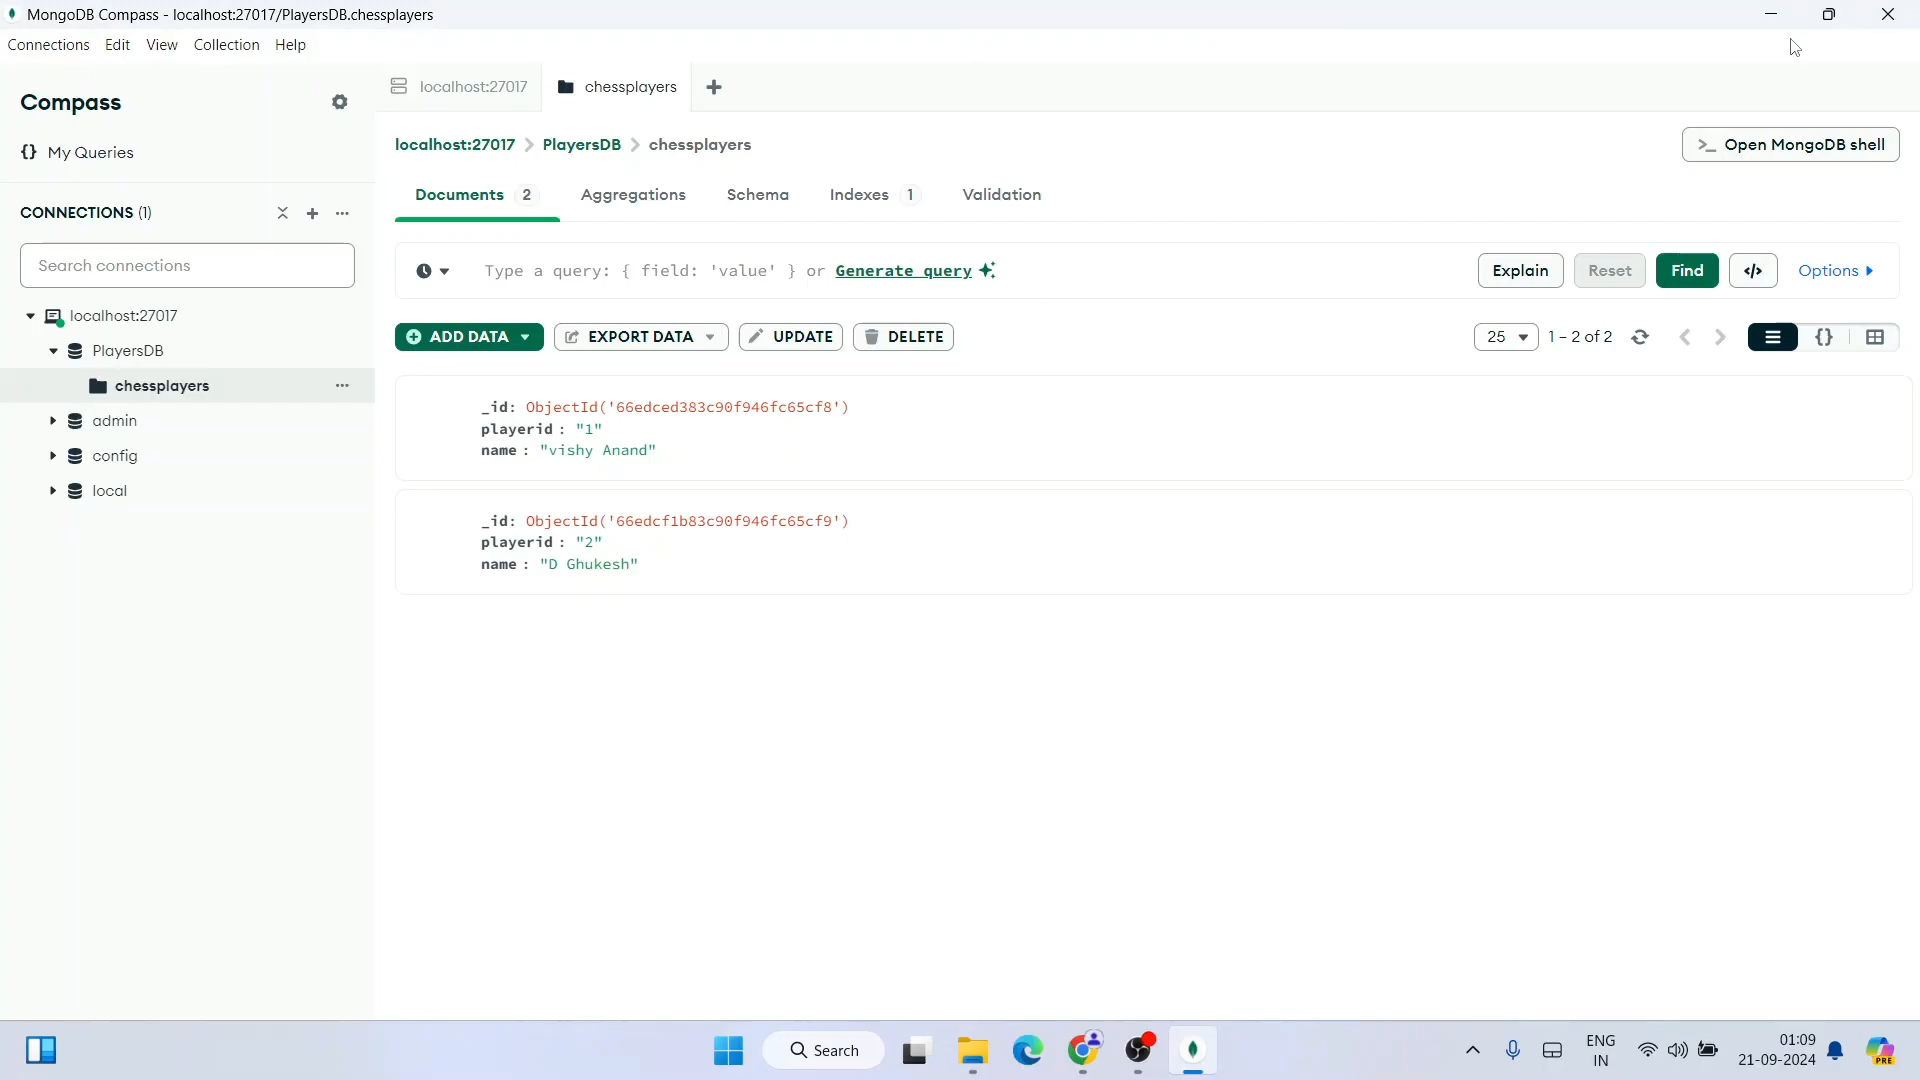 MongoDB Compass - localhost:27017/PlayersDB.chessplayers
Connections Edit View Collection Help
Compass
{} My Queries
CONNECTIONS (1)
Search connections
localhost:27017
PlayersDB
chessplayers
admin
config
local
localhost:27017 chessplayers
localhost:27017 > PlayersDB > chessplayers
>_ Open MongoDB shell
Documents 2 Aggregations Schema Indexes 1 Validation
Type a query: { field: 'value' } or Generate query
Explain Reset Find </> Options
ADD DATA EXPORT DATA UPDATE DELETE
25 1 – 2 of 2 {}
_id: ObjectId('66edced383c90f946fc65cf8')
playerid : "1"
name : "vishy Anand"
_id: ObjectId('66edcf1b83c90f946fc65cf9')
playerid : "2"
name : "D Ghukesh"
Search
ENG
IN
01:09
21-09-2024
PRE